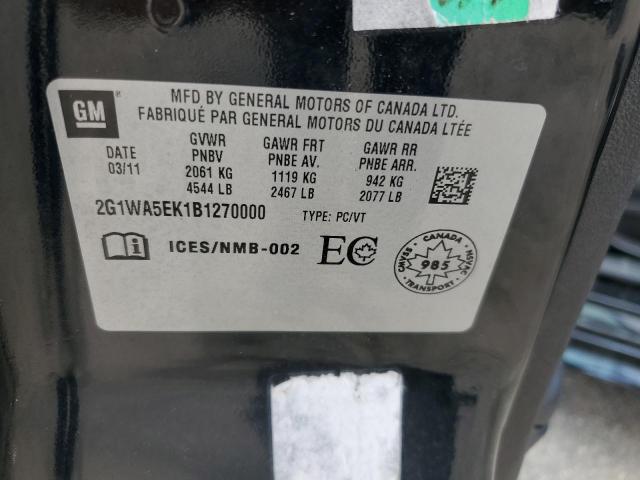 GM
MFD BY GENERAL MOTORS OF CANADA LTD.
FABRIQUÉ PAR GENERAL MOTORS DU CANADA LTÉE
DATE
03/11
GVWR
PNBV
2061 KG
4544 LB
GAWR FRT
PNBE AV.
1119 KG
2467 LB
GAWR RR
PNBE ARR.
942 KG
2077 LB
2G1WA5EK1B1270000 TYPE: PC/VT
ICES/NMB-002
EC
CANADA
CMVSS
985
NSVAC
TRANSPORT